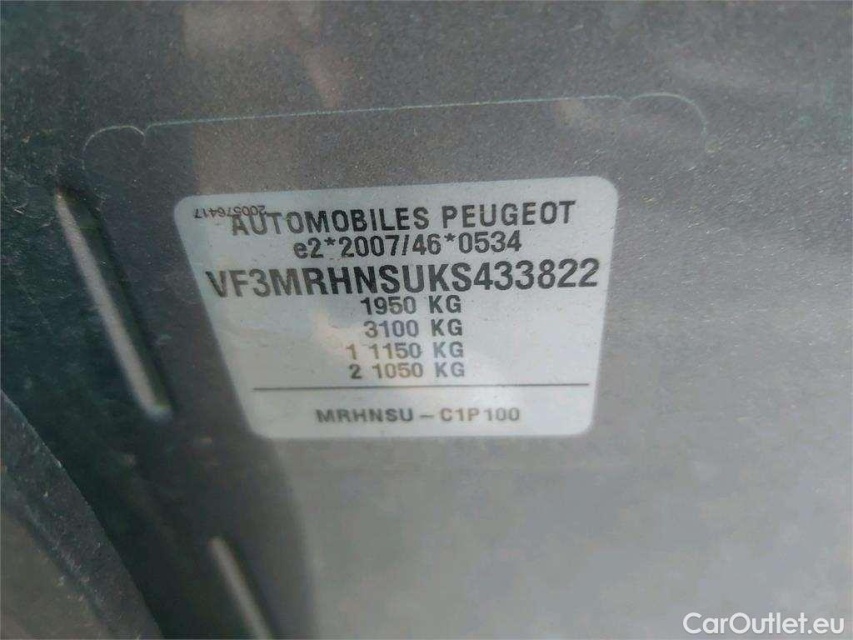 200576417
AUTOMOBILES PEUGEOT
e2*2007/46*0534
VF3MRHNSUKS433822
1950 KG
3100 KG
1 1150 KG
2 1050 KG
MRHNSU - C1P100
CarOutlet.eu